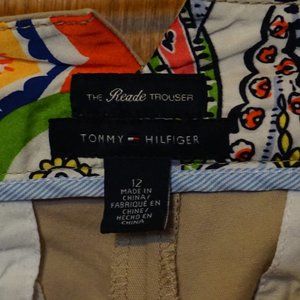 THE Reade TROUSER
TOMMY HILFIGER
12
MADE IN
CHINA/
FABRIQUÉ EN
CHINE/
HECHO EN
CHINA